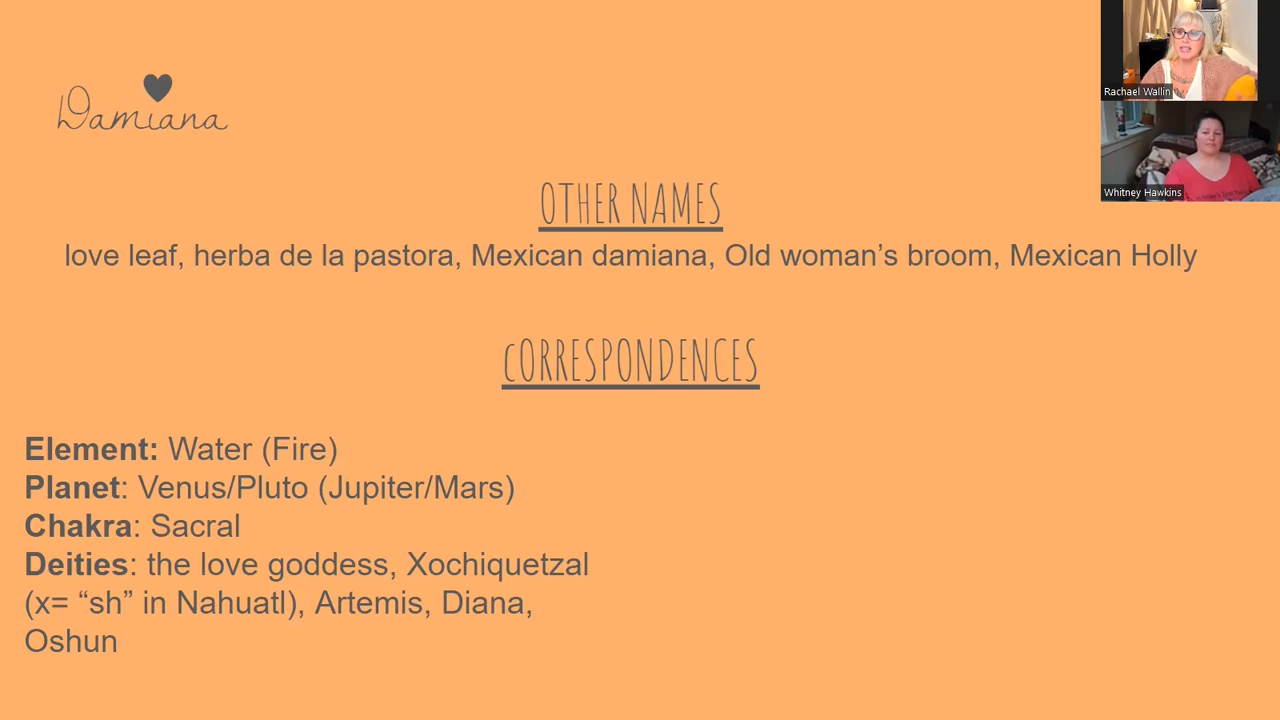 Damiana
Rachael Wallin
Whitney Hawkins
OTHER NAMES
love leaf, herba de la pastora, Mexican damiana, Old woman’s broom, Mexican Holly
cORRESPONDENCES
Element: Water (Fire)
Planet: Venus/Pluto (Jupiter/Mars)
Chakra: Sacral
Deities: the love goddess, Xochiquetzal
(x= “sh” in Nahuatl), Artemis, Diana,
Oshun